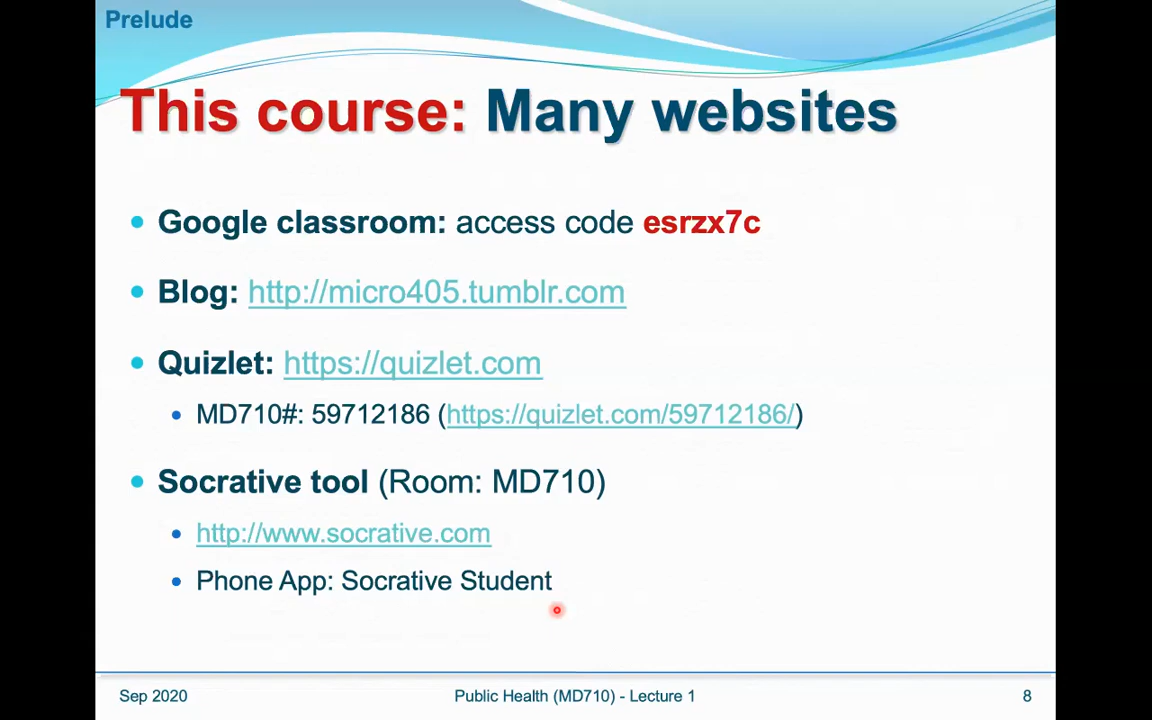 Prelude
This course: Many websites
• Google classroom: access code esrzx7c
• Blog: http://micro405.tumblr.com
• Quizlet: https://quizlet.com
• MD710#: 59712186 (https://quizlet.com/59712186/)
• Socrative tool (Room: MD710)
• http://www.socrative.com
• Phone App: Socrative Student
Sep 2020 Public Health (MD710) - Lecture 1 8